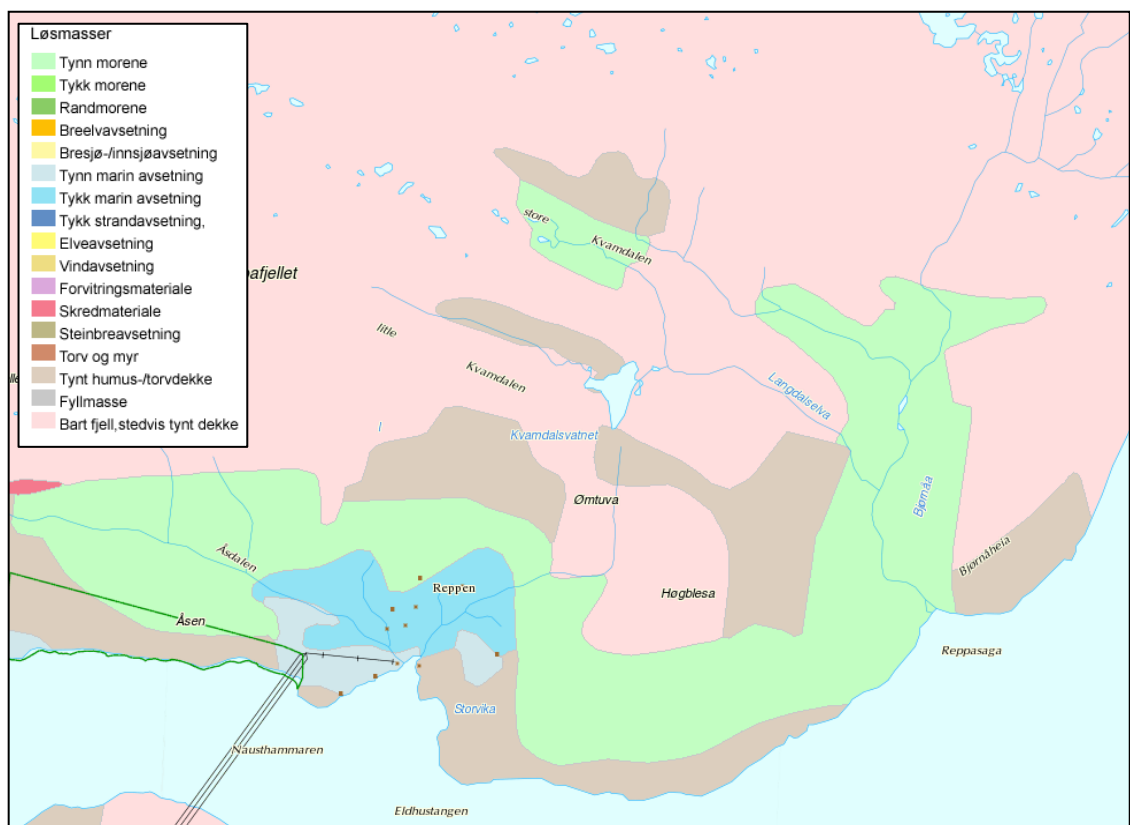 Løsmasser
Tynn morene
Tykk morene
Randmorene
Breelvavsetning
Bresjø-/innsjøavsetning
Tynn marin avsetning
Tykk marin avsetning
Tykk strandavsetning,
Elveavsetning
Vindavsetning
Forvitringsmateriale
Skredmateriale
Steinbreavsetning
Torv og myr
Tynt humus-/torvdekke
Fyllmasse
Bart fjell,stedvis tynt dekke
store
Kvamdalen
litle
Kvamdalen
Langdalselva
Kvamdalsvatnet
Ømtuva
Bjørnåa
Åsdalen
Bjørnåheia
Reppen
Høgblesa
Åsen
Reppasaga
Storvika
Nausthammaren
Eldhustangen